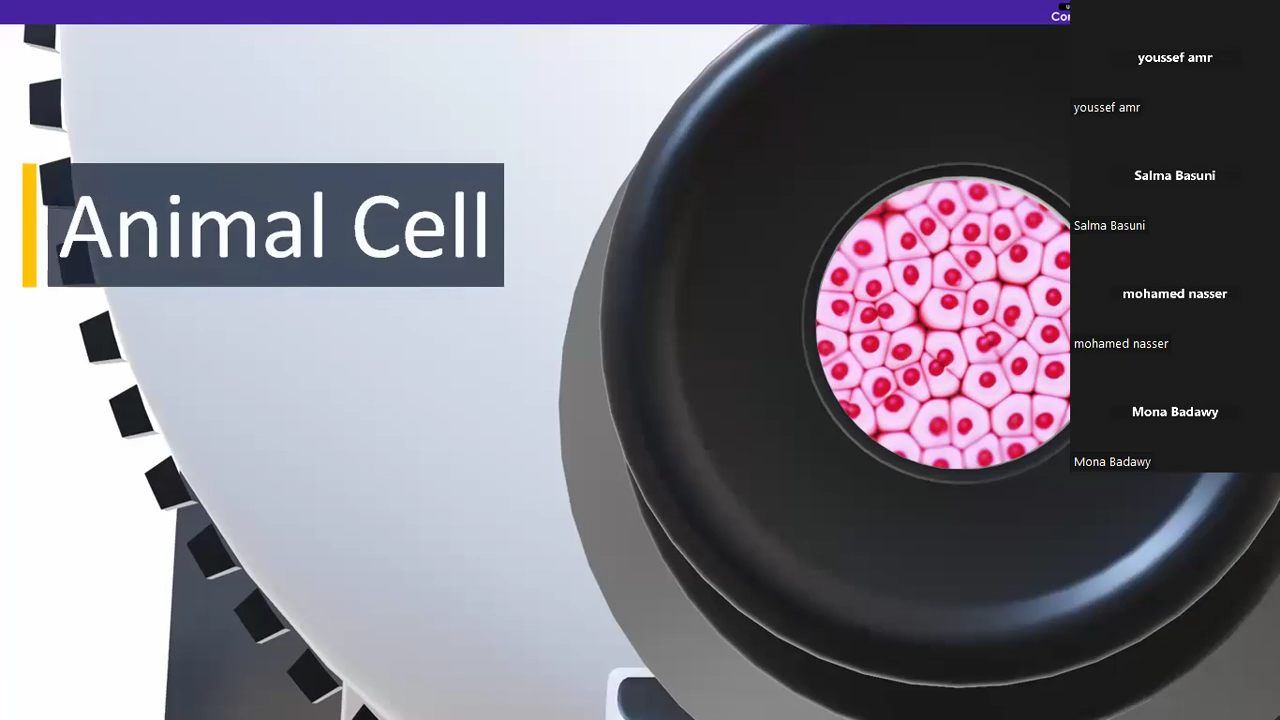 Animal Cell
youssef amr
youssef amr
Salma Basuni
Salma Basuni
mohamed nasser
mohamed nasser
Mona Badawy
Mona Badawy